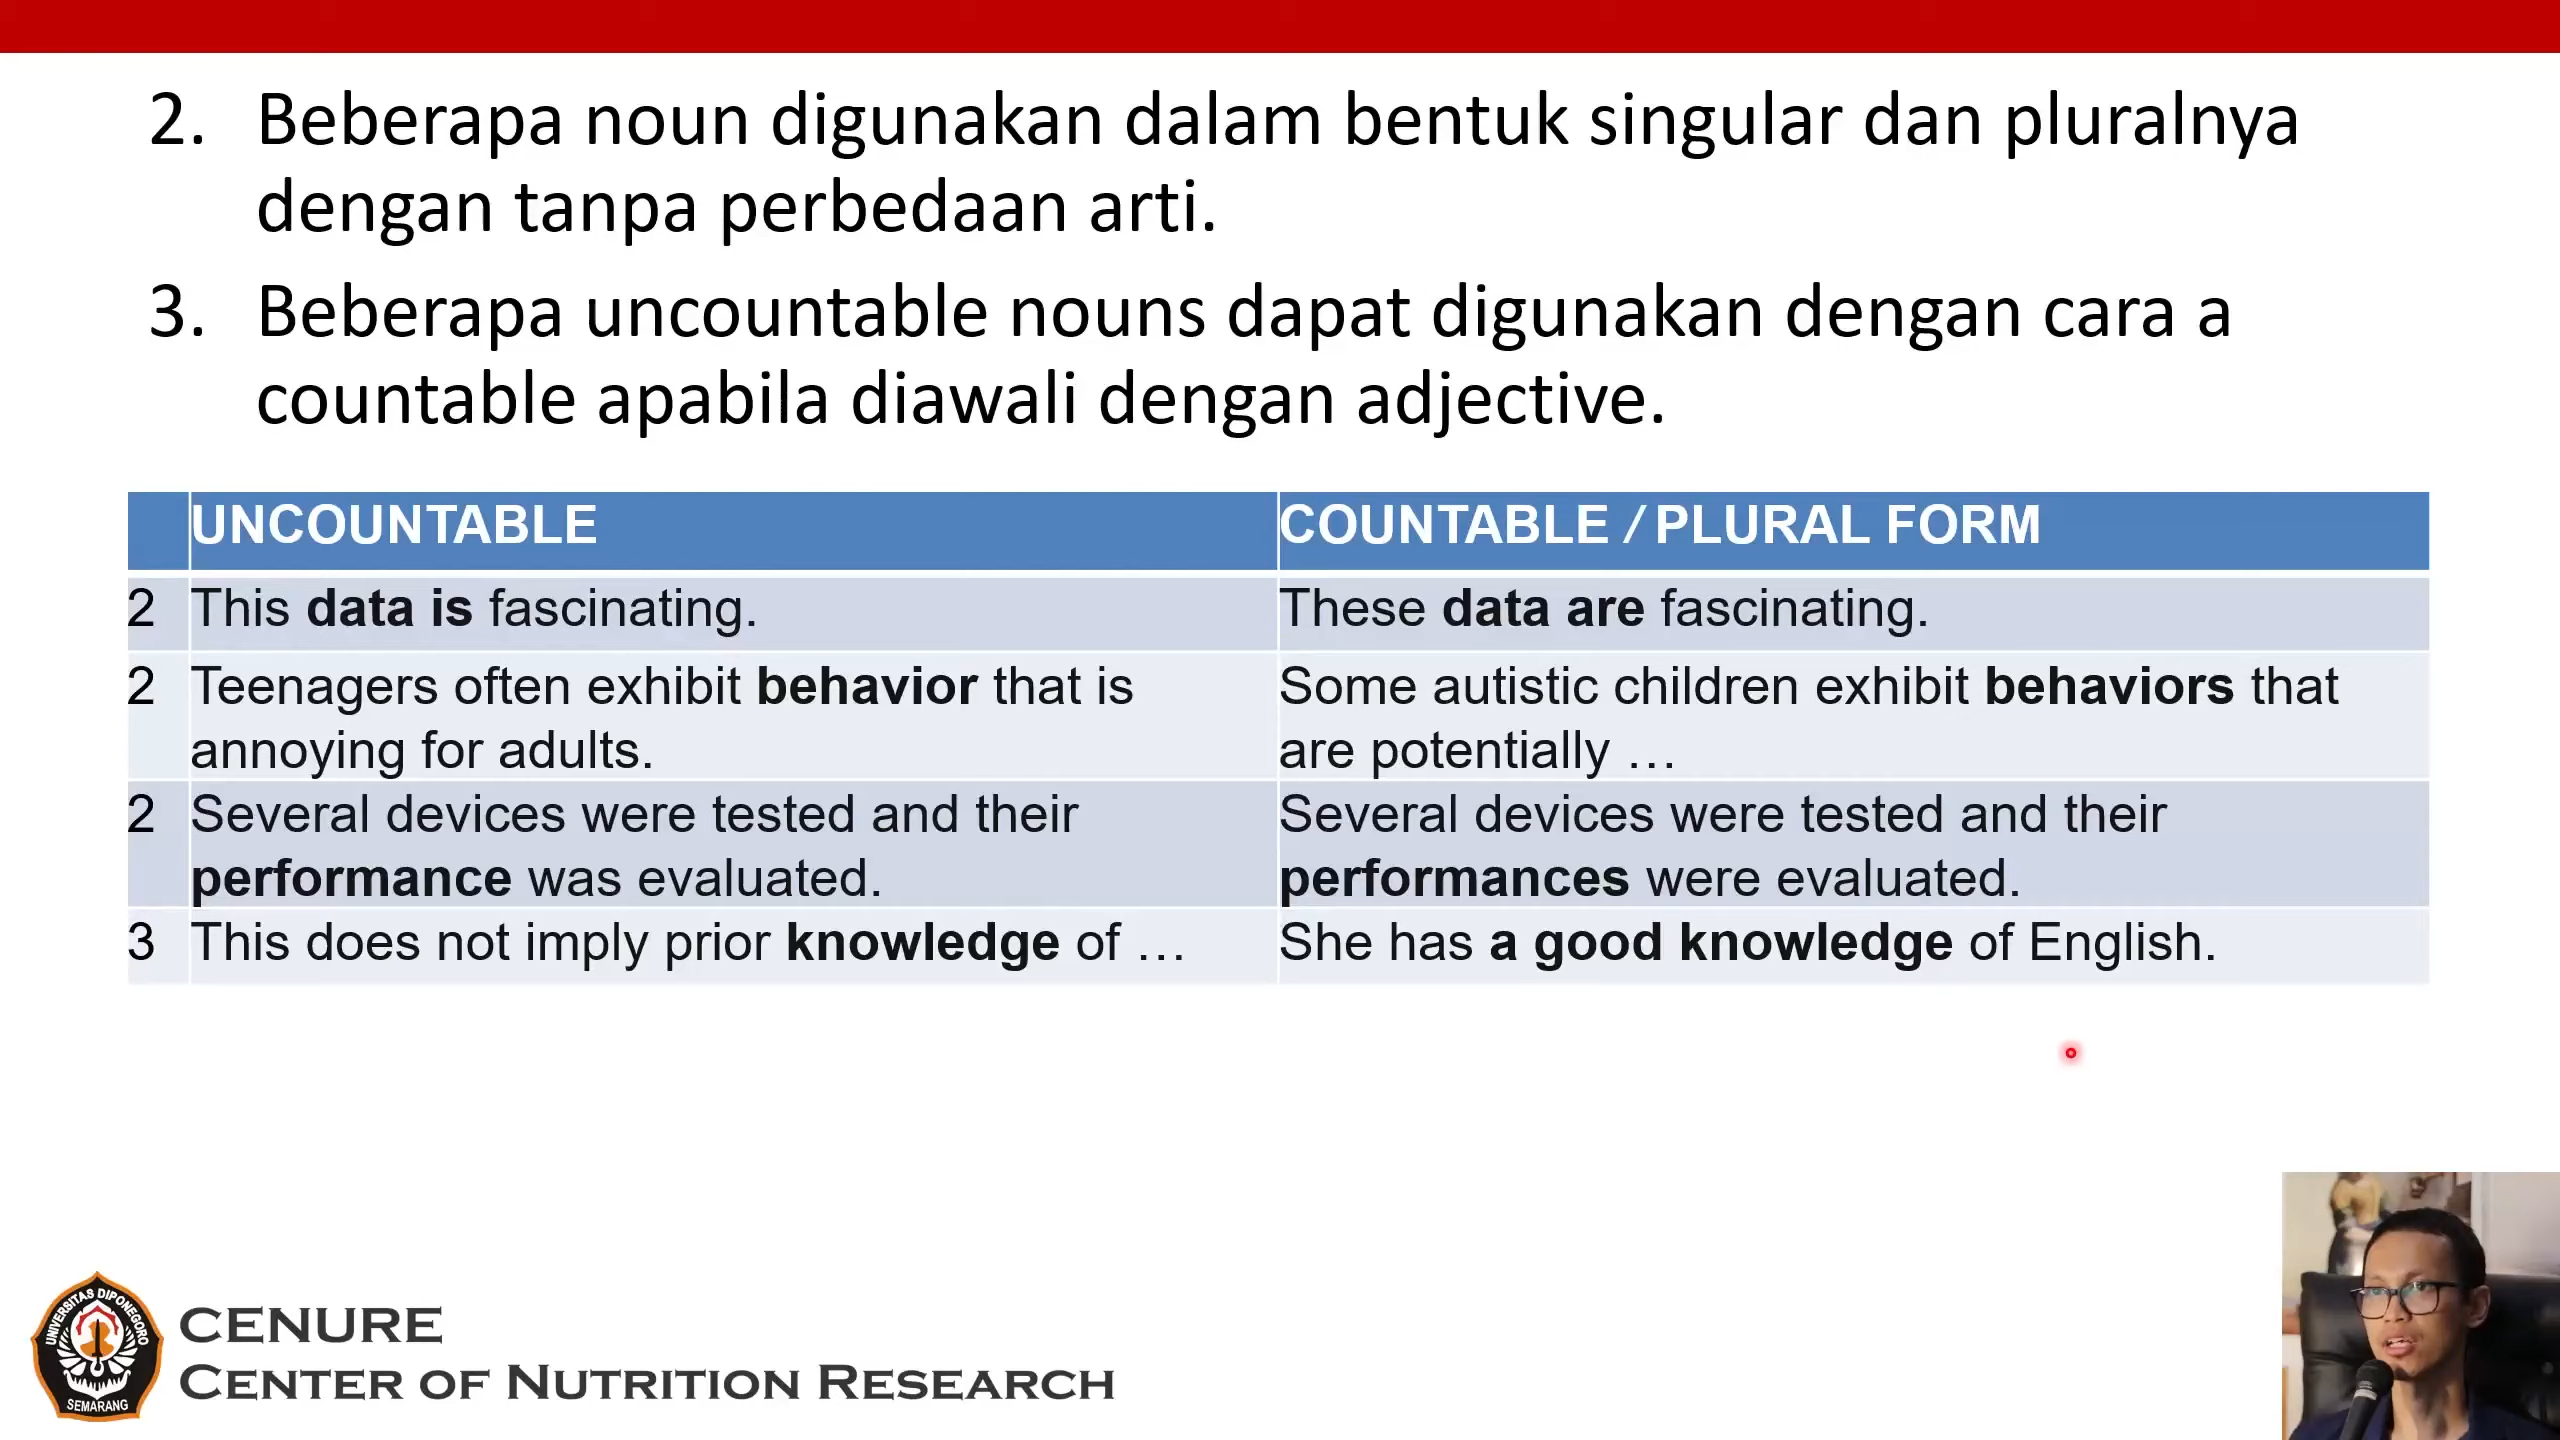 2. Beberapa noun digunakan dalam bentuk singular dan pluralnya
dengan tanpa perbedaan arti.
3. Beberapa uncountable nouns dapat digunakan dengan cara a
countable apabila diawali dengan adjective.
UNCOUNTABLE COUNTABLE / PLURAL FORM
2 This data is fascinating. These data are fascinating.
2 Teenagers often exhibit behavior that is
annoying for adults.
Some autistic children exhibit behaviors that
are potentially …
2 Several devices were tested and their
performance was evaluated.
Several devices were tested and their
performances were evaluated.
3 This does not imply prior knowledge of … She has a good knowledge of English.
UNIVERSITAS DIPONEGORO
SEMARANG
CENURE
CENTER OF NUTRITION RESEARCH